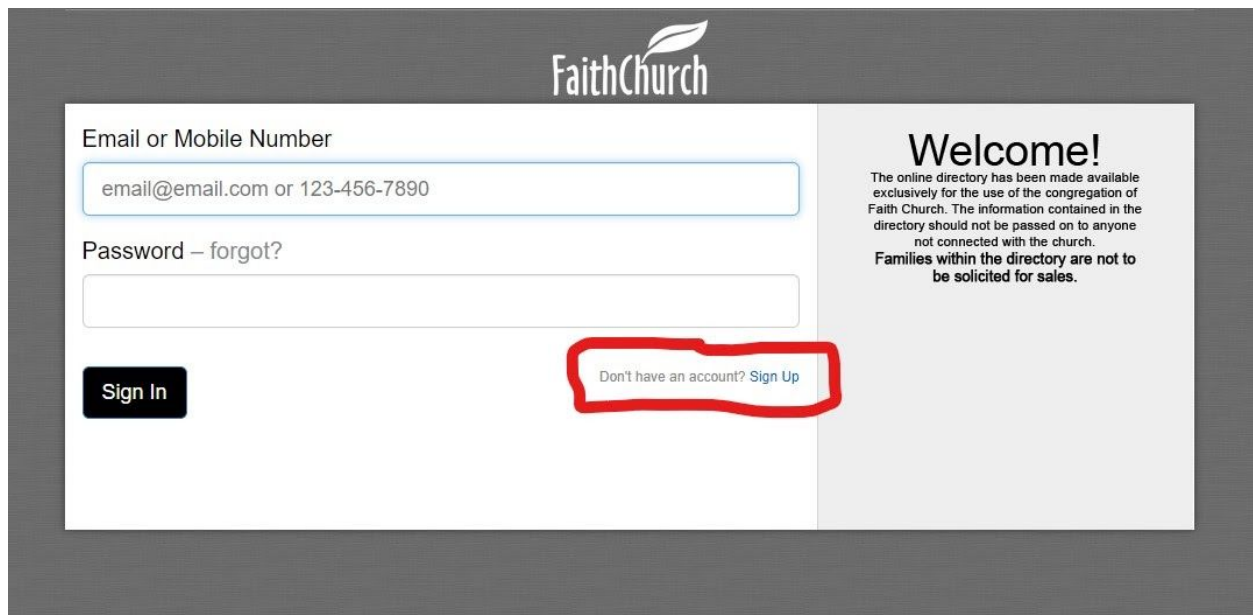 FaithChurch
Email or Mobile Number
email@email.com or 123-456-7890
Password – forgot?
Sign In
Don't have an account? Sign Up
Welcome!
The online directory has been made available
exclusively for the use of the congregation of
Faith Church. The information contained in the
directory should not be passed on to anyone
not connected with the church.
Families within the directory are not to
be solicited for sales.